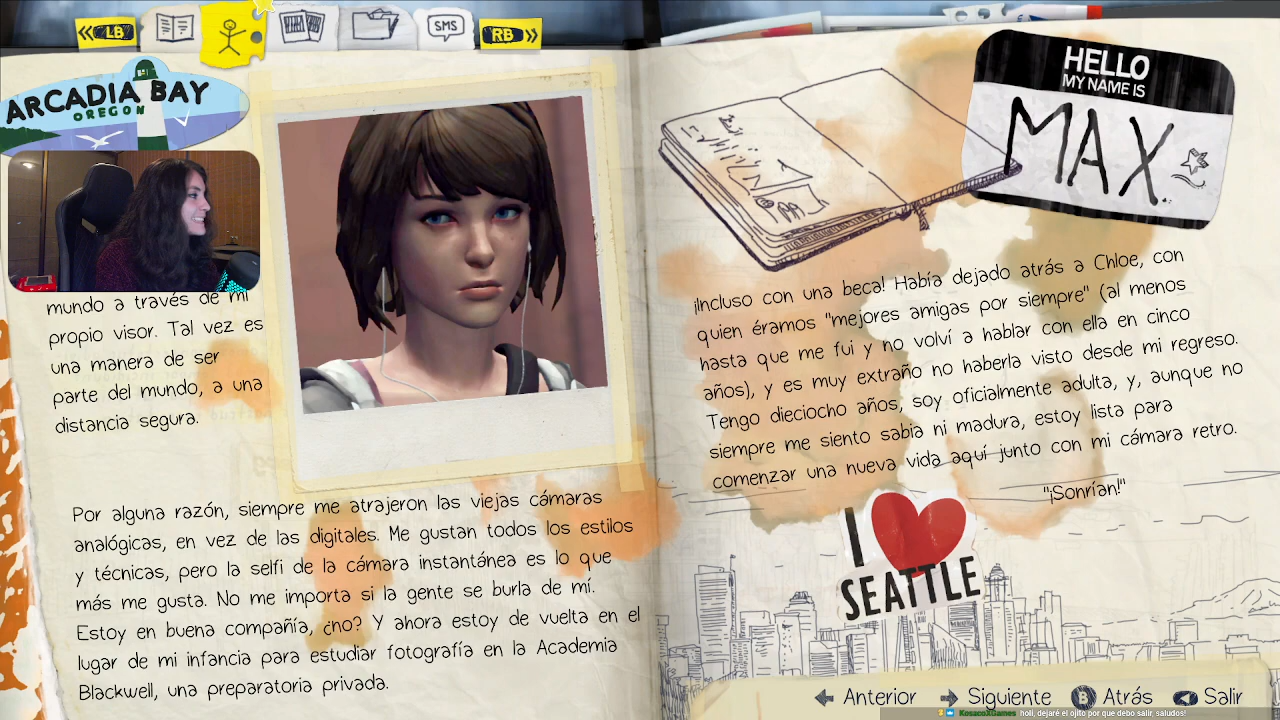 LB
SMS
RB
ARCADIA BAY
OREGON
HELLO
MY NAME IS
MAX
mundo a través de mi
propio visor. Tal vez es
una manera de ser
parte del mundo, a una
distancia segura.
Por alguna razón, siempre me atrajeron las viejas cámaras
analógicas, en vez de las digitales. Me gustan todos los estilos
y técnicas, pero la selfi de la cámara instantánea es lo que
más me gusta. No me importa si la gente se burla de mí.
Estoy en buena compañía, ¿no? Y ahora estoy de vuelta en el
lugar de mi infancia para estudiar fotografía en la Academia
Blackwell, una preparatoria privada.
¡Incluso con una beca! Había dejado atrás a Chloe, con
quien éramos "mejores amigas por siempre" (al menos
hasta que me fui y no volví a hablar con ella en cinco
años), y es muy extraño no haberla visto desde mi regreso.
Tengo dieciocho años, soy oficialmente adulta, y, aunque no
siempre me siento sabia ni madura, estoy lista para
comenzar una nueva vida aquí junto con mi cámara retro.
"¡Sonrían!"
I
SEATTLE
Anterior Siguiente B Atrás Salir
KosacoXGames holi, dejaré el ojito por que debo salir, saludos!